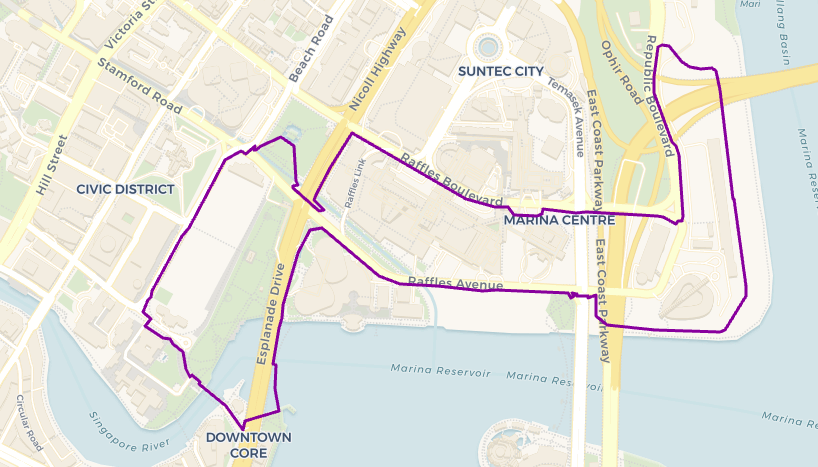 Mari
Victoria St
Beach Road
Nicoll Highway
Stamford Road
SUNTEC CITY
Ophir Road
Republic Boulevard
Temasek Avenue
East Coast Parkway
Hill Street
CIVIC DISTRICT
Raffles Link
Raffles Boulevard
MARINA CENTRE
Marina Reser
East Coast Parkway
Raffles Avenue
Esplanade Drive
Marina Reservoir
Marina Reservoir
Marina Re
Circular Road
Singapore River
DOWNTOWN
CORE